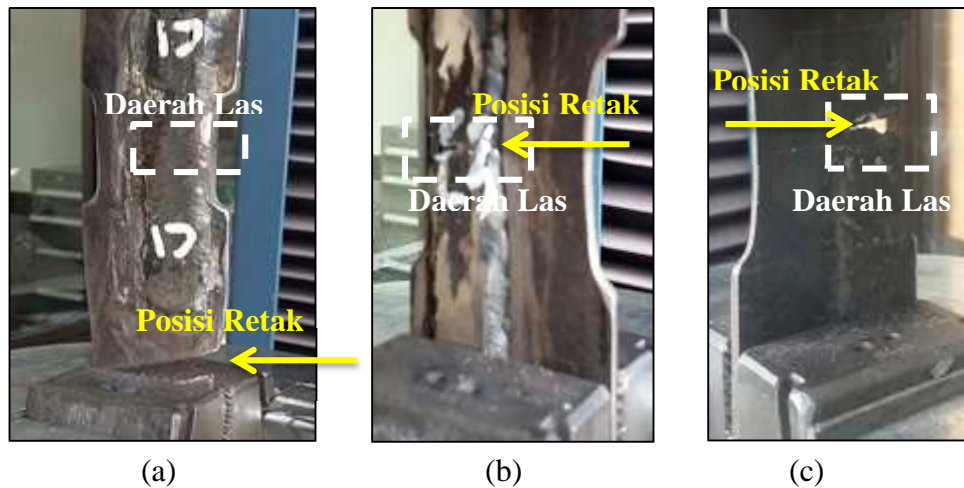 17
Daerah Las
17
Posisi Retak
Posisi Retak
Daerah Las
Posisi Retak
Daerah Las
(a)
(b)
(c)